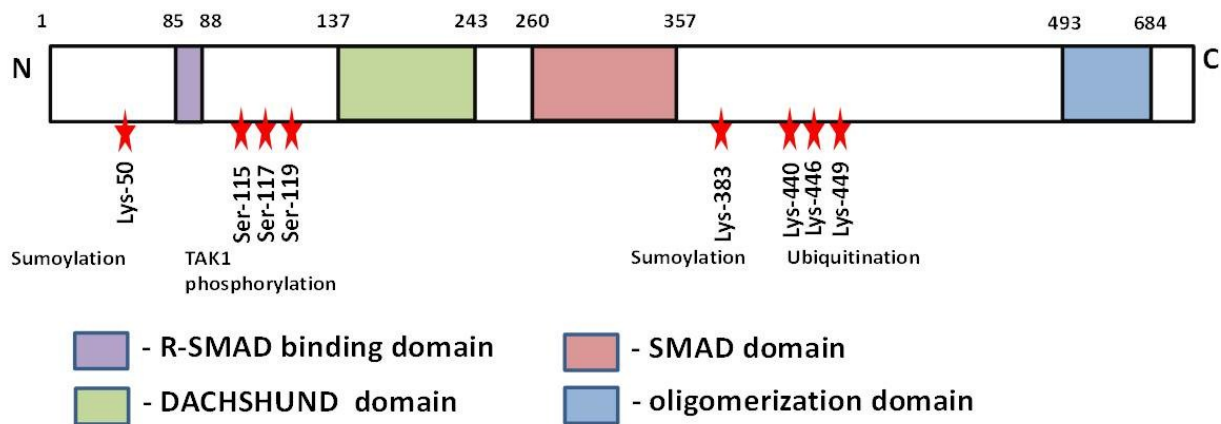 1 85 88 137 243 260 357 493 684
N C
Lys-50
Ser-115
Ser-117
Ser-119
Lys-383
Lys-440
Lys-446
Lys-449
Sumoylation TAK1 Sumoylation Ubiquitination
phosphorylation
- R-SMAD binding domain - SMAD domain
- DACHSHUND domain - oligomerization domain